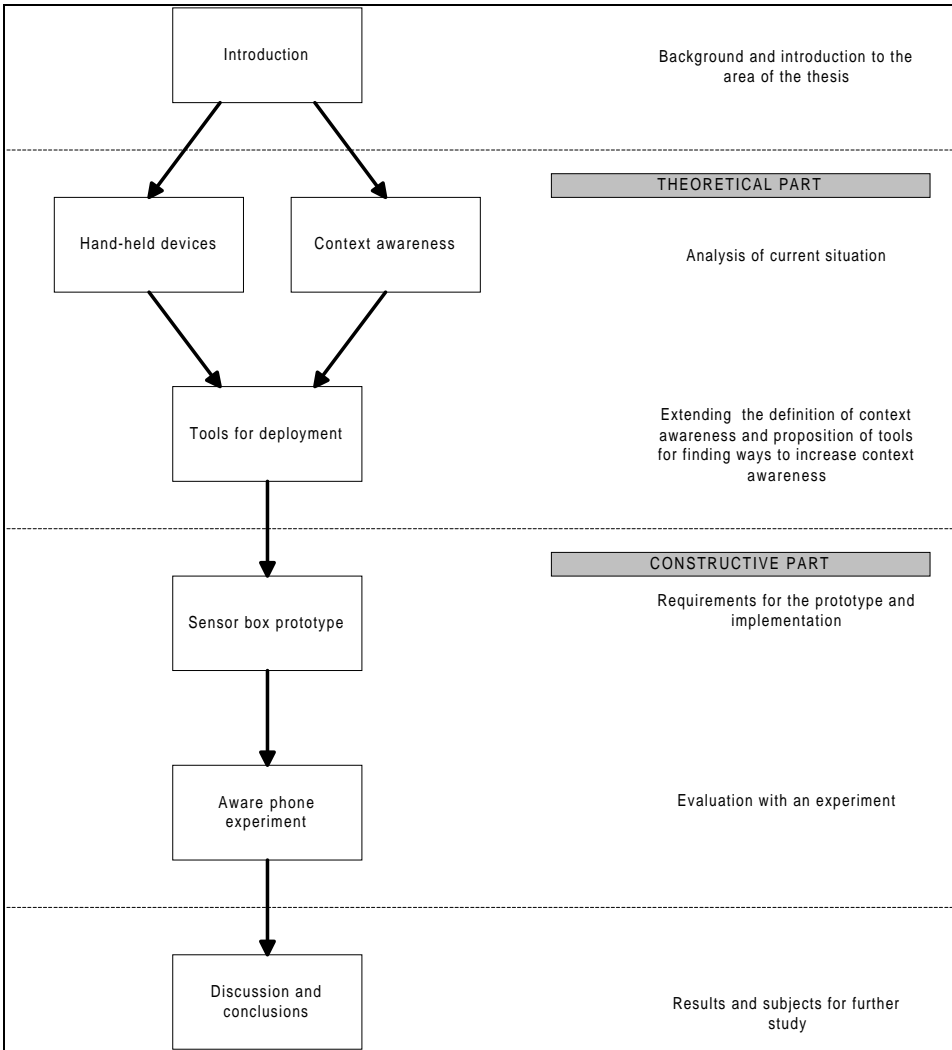 Introduction
Background and introduction to the
area of the thesis
THEORETICAL PART
Hand-held devices
Context awareness
Analysis of current situation
Tools for deployment
Extending the definition of context
awareness and proposition of tools
for finding ways to increase context
awareness
CONSTRUCTIVE PART
Sensor box prototype
Requirements for the prototype and
implementation
Aware phone
experiment
Evaluation with an experiment
Discussion and
conclusions
Results and subjects for further
study